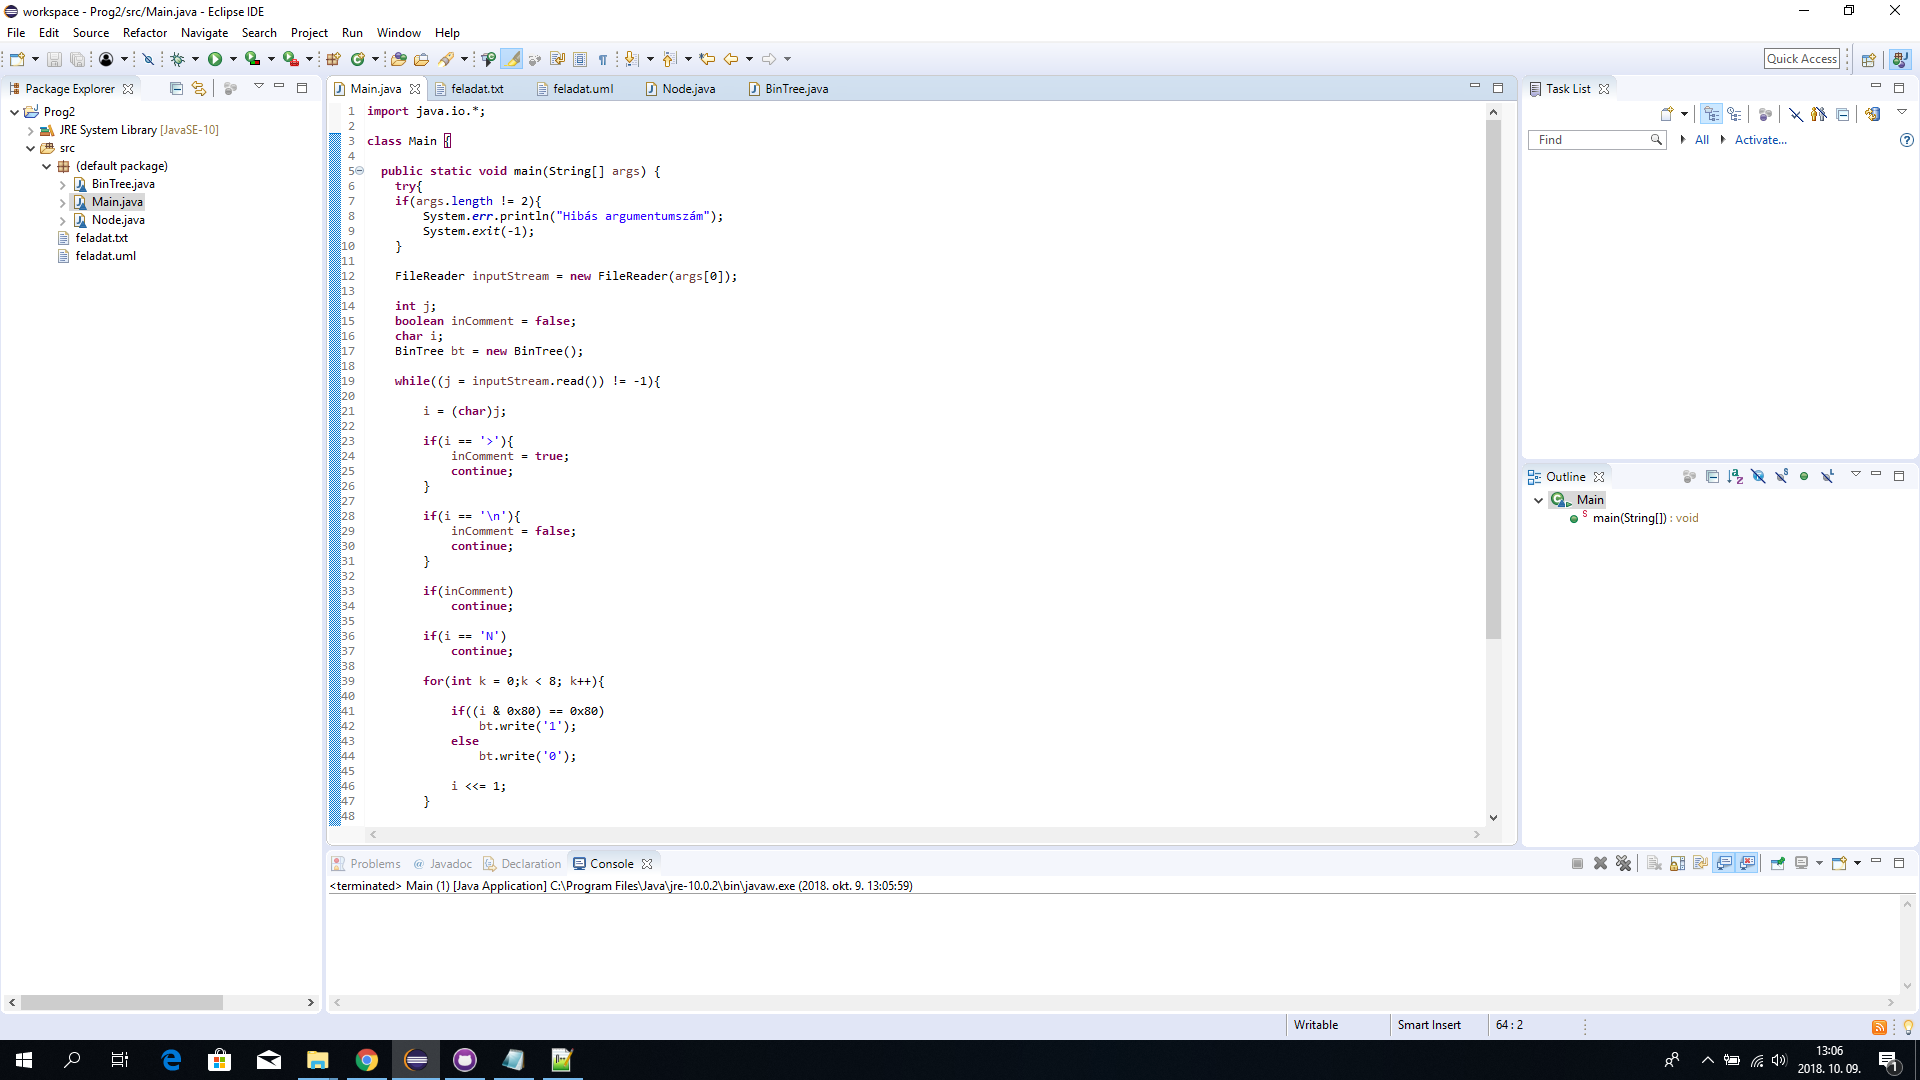 workspace - Prog2/src/Main.java - Eclipse IDE
File Edit Source Refactor Navigate Search Project Run Window Help
Quick Access
Package Explorer
Prog2
JRE System Library [JavaSE-10]
src
(default package)
BinTree.java
Main.java
Node.java
feladat.txt
feladat.uml
Main.java feladat.txt feladat.uml Node.java BinTree.java
1 import java.io.*;
2
3 class Main {
4
5 public static void main(String[] args) {
6 try{
7 if(args.length != 2){
8 System.err.println("Hibás argumentumszám");
9 System.exit(-1);
10 }
11
12 FileReader inputStream = new FileReader(args[0]);
13
14 int j;
15 boolean inComment = false;
16 char i;
17 BinTree bt = new BinTree();
18
19 while((j = inputStream.read()) != -1){
20
21 i = (char)j;
22
23 if(i == '>'){
24 inComment = true;
25 continue;
26 }
27
28 if(i == '\n'){
29 inComment = false;
30 continue;
31 }
32
33 if(inComment)
34 continue;
35
36 if(i == 'N')
37 continue;
38
39 for(int k = 0;k < 8; k++){
40
41 if((i & 0x80) == 0x80)
42 bt.write('1');
43 else
44 bt.write('0');
45
46 i <<= 1;
47 }
48
Task List
Find All Activate...
Outline
Main
main(String[]) : void
Problems Javadoc Declaration Console
<terminated> Main (1) [Java Application] C:\Program Files\Java\jre-10.0.2\bin\javaw.exe (2018. okt. 9. 13:05:59)
Writable Smart Insert 64 : 2
13:06
2018. 10. 09.
1